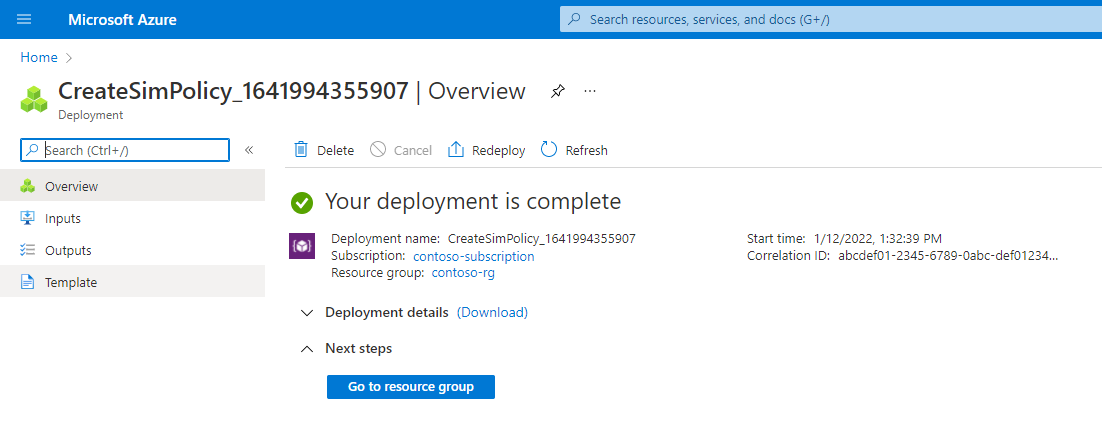 Microsoft Azure
Search resources, services, and docs (G+/)
Home
CreateSimPolicy_1641994355907 | Overview
Deployment
Search (Ctrl+/)
Delete
Cancel
Redeploy
Refresh
Overview
Inputs
Outputs
Template
Your deployment is complete
Deployment name: CreateSimPolicy_1641994355907
Subscription: contoso-subscription
Resource group: contoso-rg
Start time: 1/12/2022, 1:32:39 PM
Correlation ID: abcdef01-2345-6789-0abc-def01234...
Deployment details (Download)
Next steps
Go to resource group